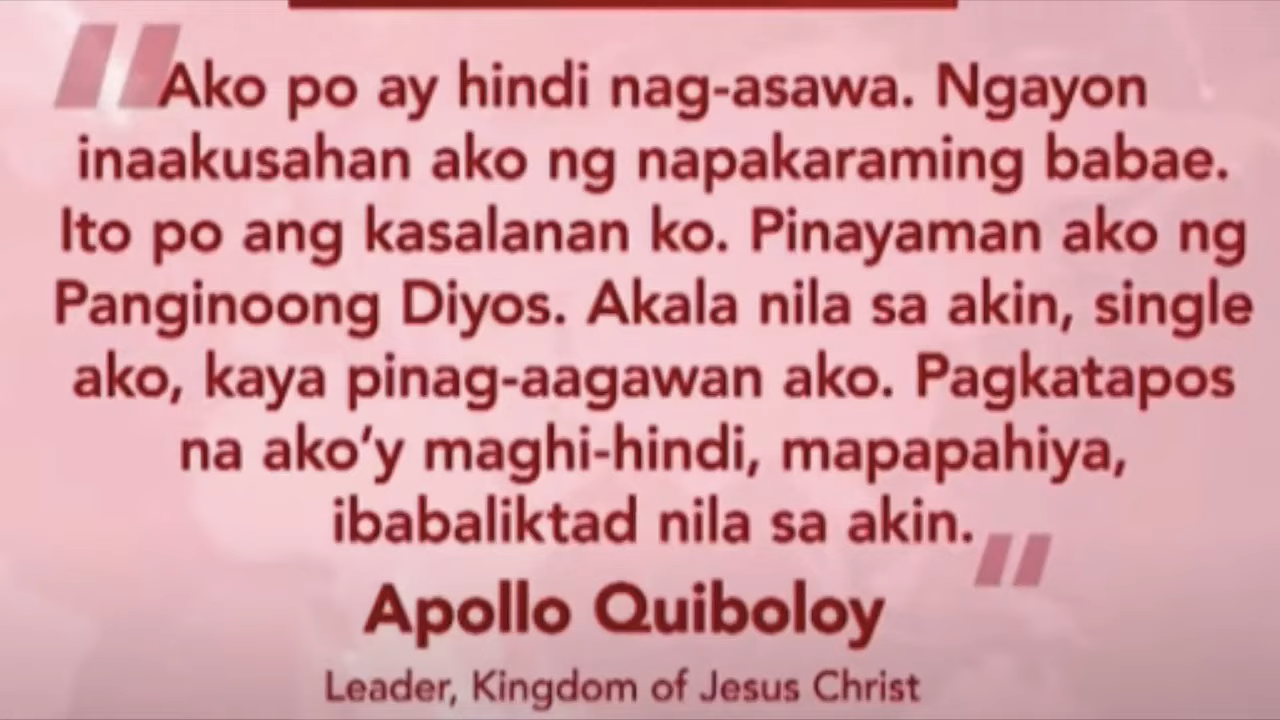 "Ako po ay hindi nag-asawa. Ngayon
inaakusahan ako ng napakaraming babae.
Ito po ang kasalanan ko. Pinayaman ako ng
Panginoong Diyos. Akala nila sa akin, single
ako, kaya pinag-aagawan ako. Pagkatapos
na ako'y maghi-hindi, mapapahiya,
ibabaliktad nila sa akin."
Apollo Quiboloy
Leader, Kingdom of Jesus Christ